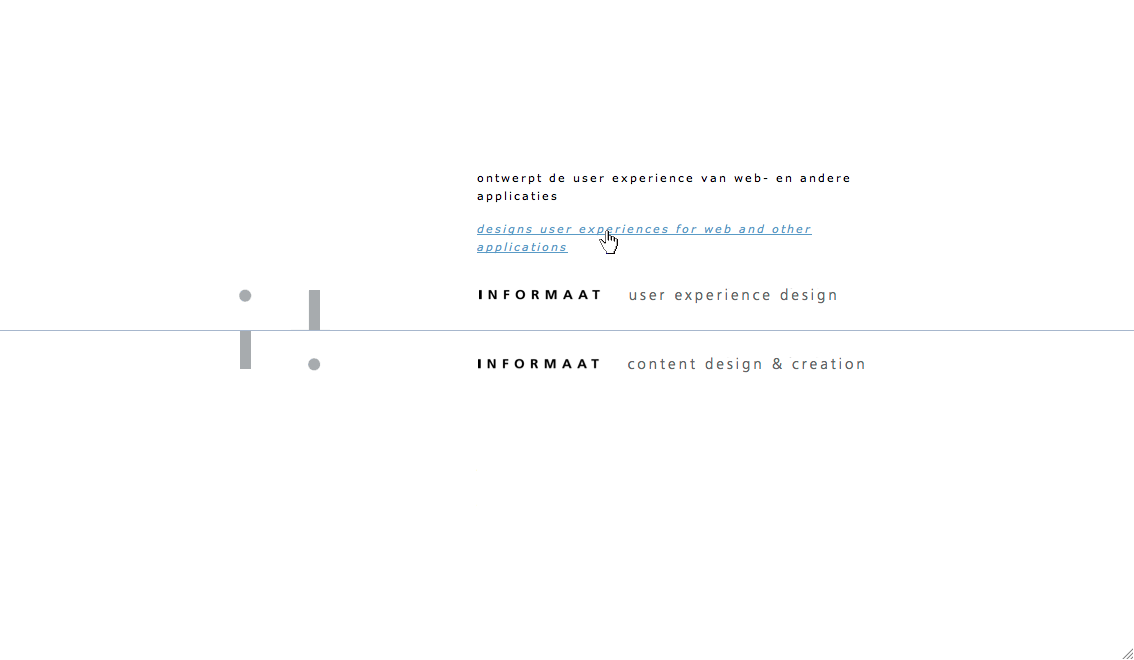 ontwerpt de user experience van web- en andere
applicaties
designs user experiences for web and other
applications
INFORMAAT user experience design
INFORMAAT content design & creation